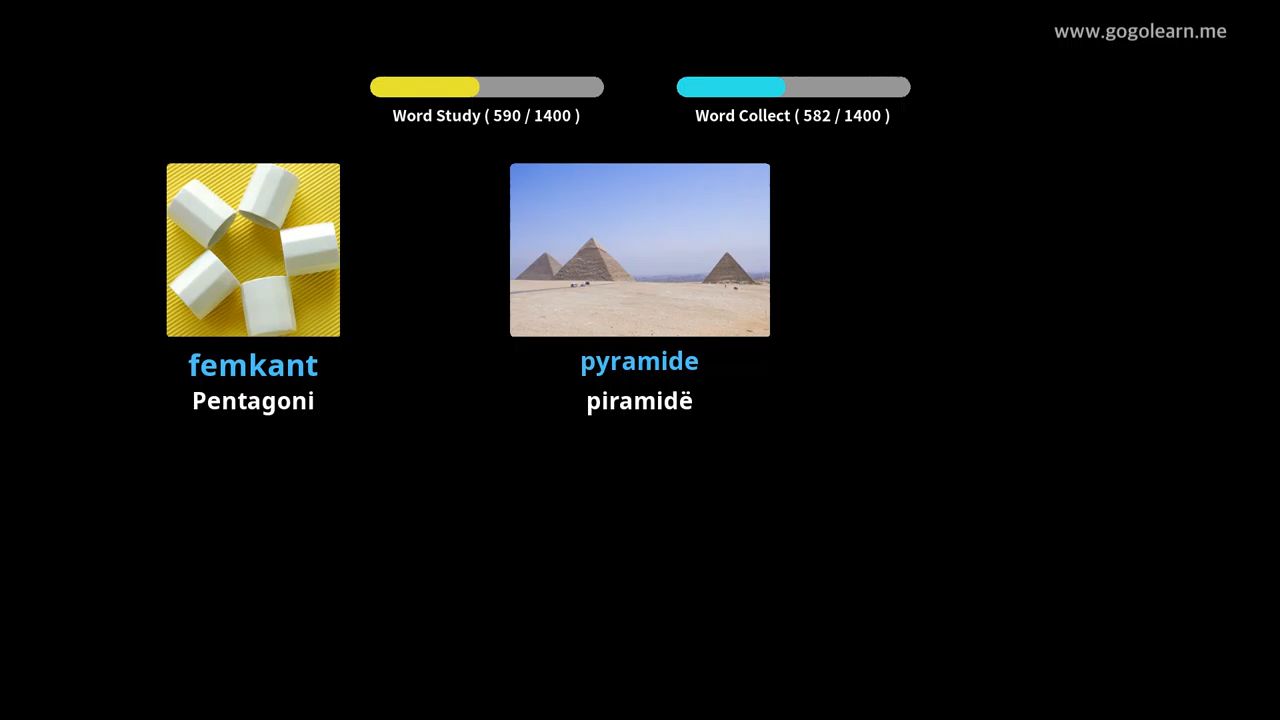 www.gogolearn.me
Word Study ( 590 / 1400 )
Word Collect ( 582 / 1400 )
femkant
Pentagoni
pyramide
piramidë